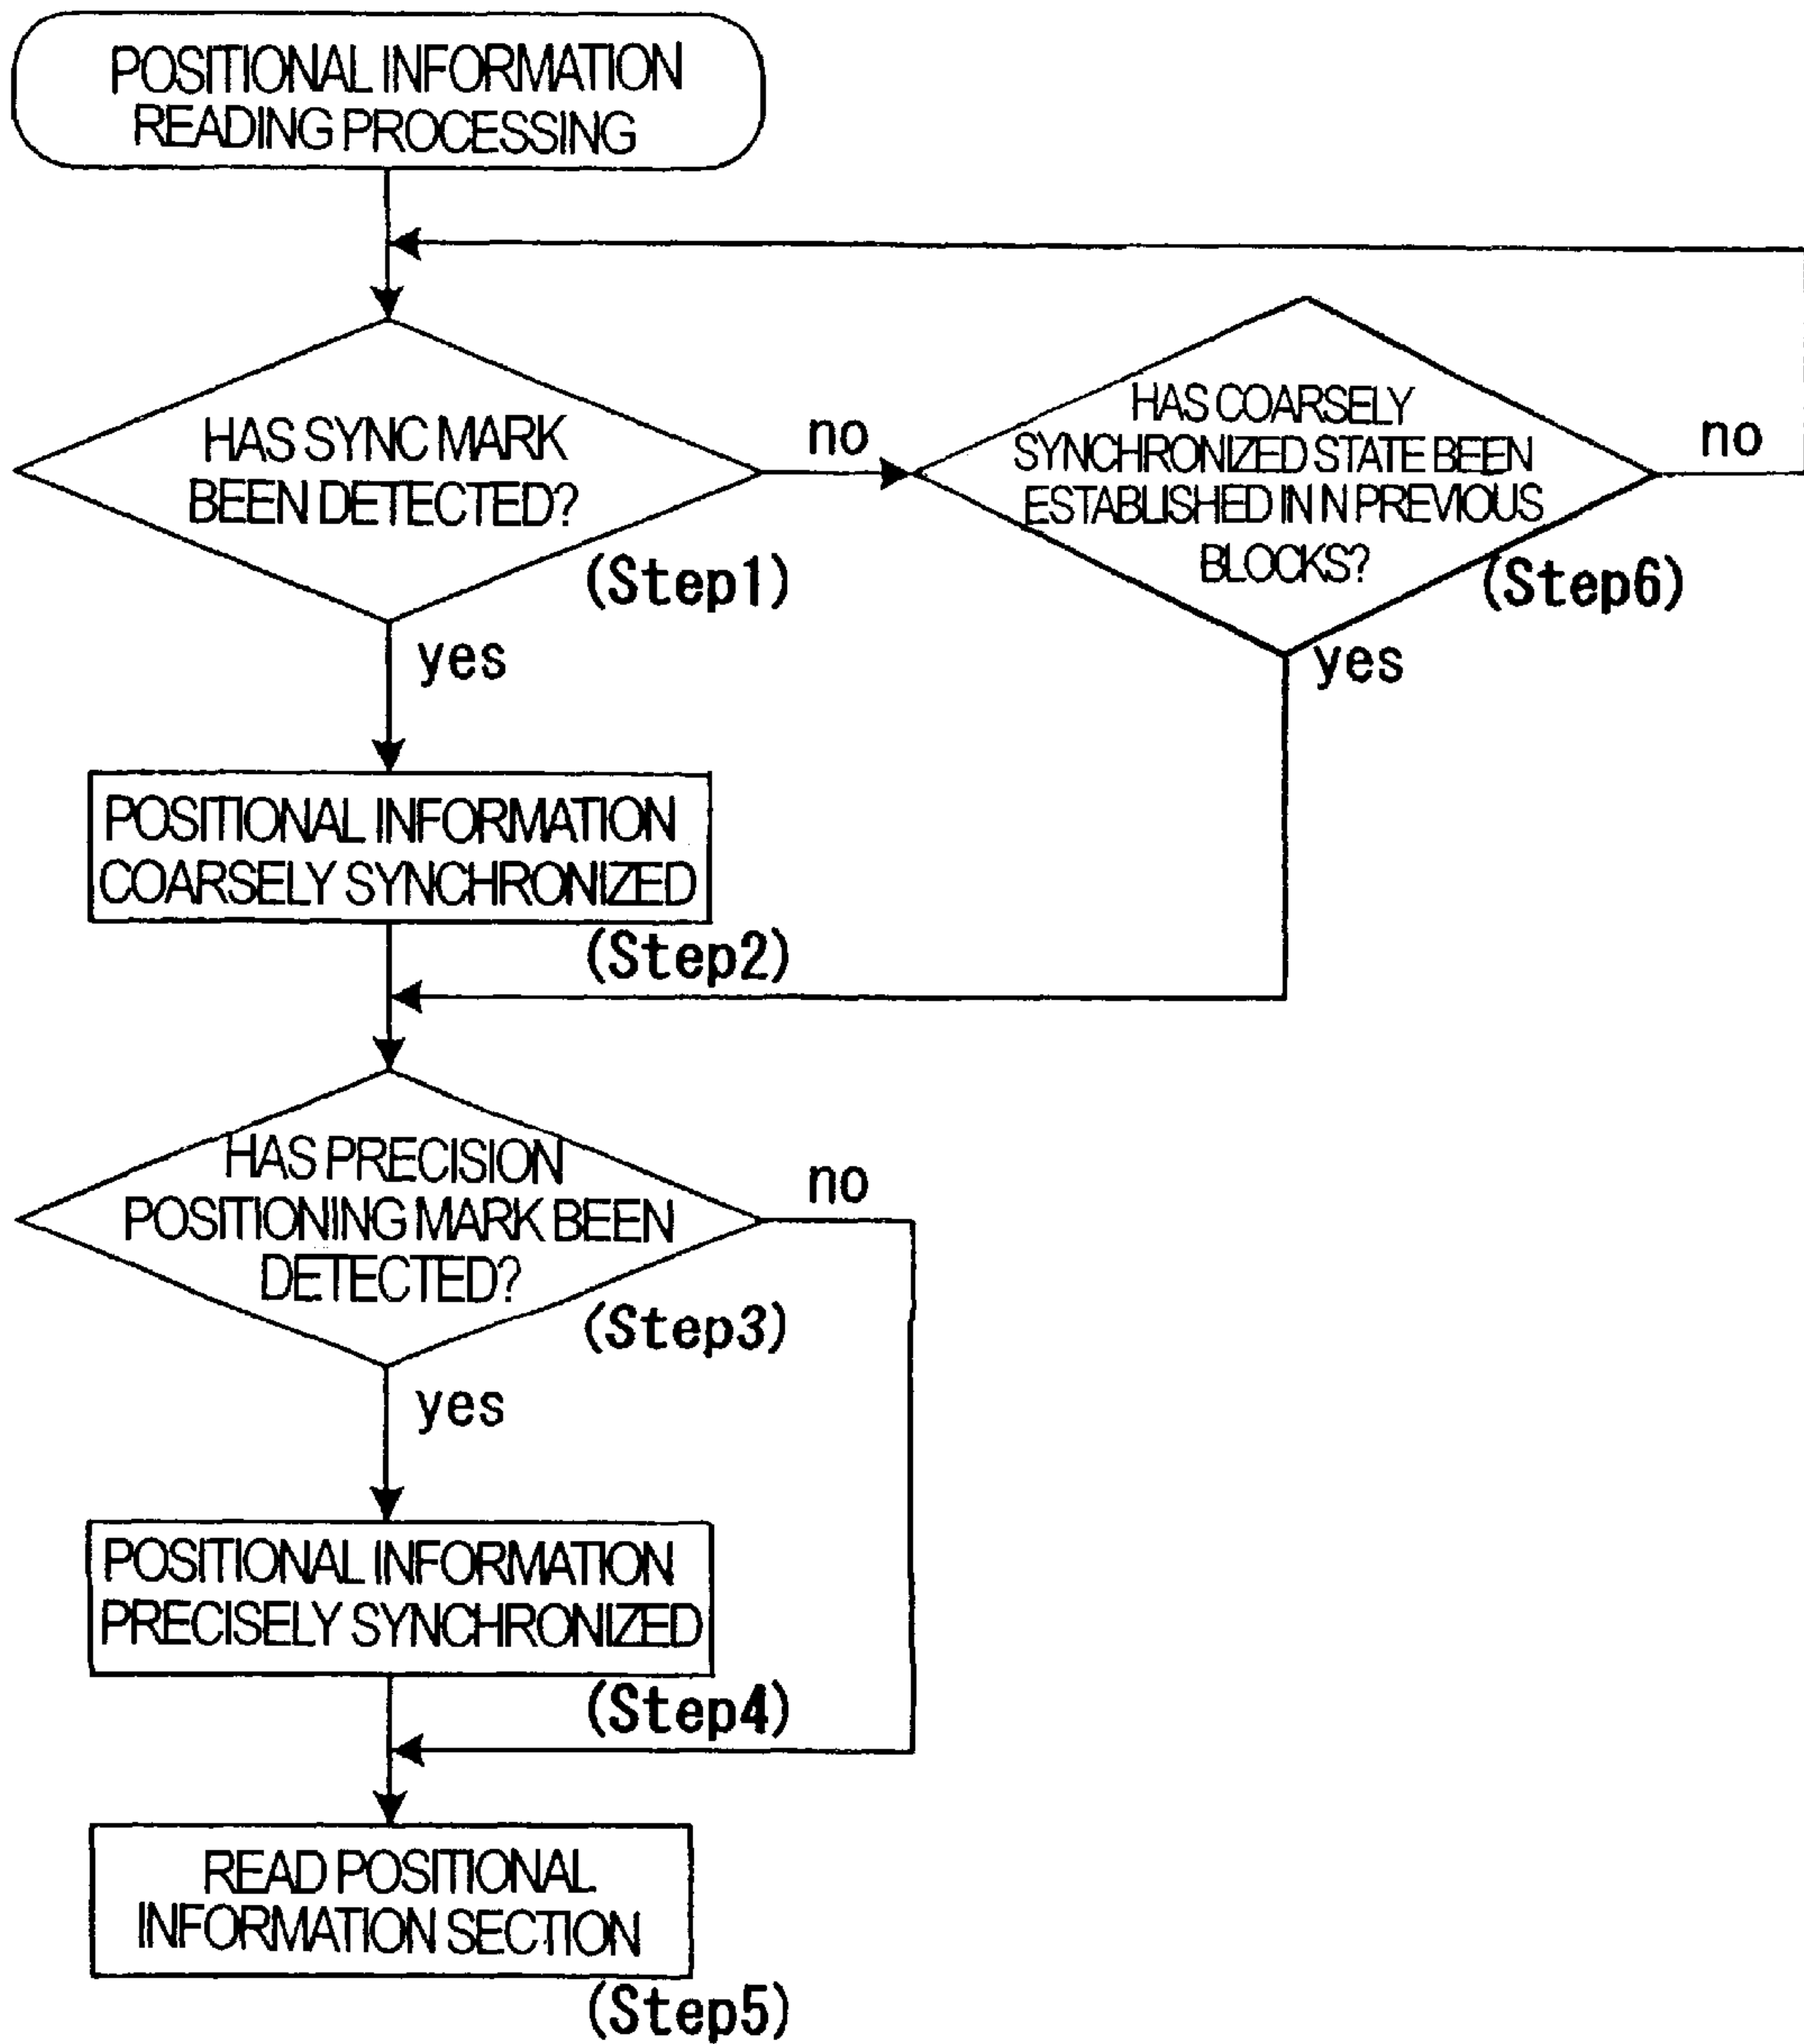 POSITIONAL INFORMATION
READING PROCESSING
HAS SYNC MARK
BEEN DETECTED?
(Step1)
no
yes
HAS COARSELY
SYNCHRONIZED STATE BEEN
ESTABLISHED IN N PREVIOUS
BLOCKS?
(Step6)
no
yes
POSITIONAL INFORMATION
COARSELY SYNCHRONIZED
(Step2)
HAS PRECISION
POSITIONING MARK BEEN
DETECTED?
(Step3)
no
yes
POSITIONAL INFORMATION
PRECISELY SYNCHRONIZED
(Step4)
READ POSITIONAL
INFORMATION SECTION
(Step5)